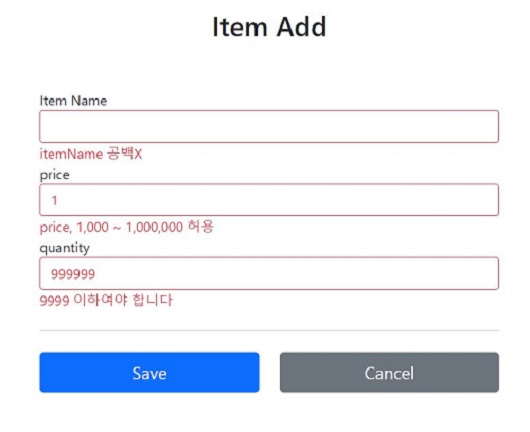 Item Add
Item Name
itemName 공백X
price
1
price, 1,000 ~ 1,000,000 허용
quantity
999999
9999 이하여야 합니다
Save
Cancel